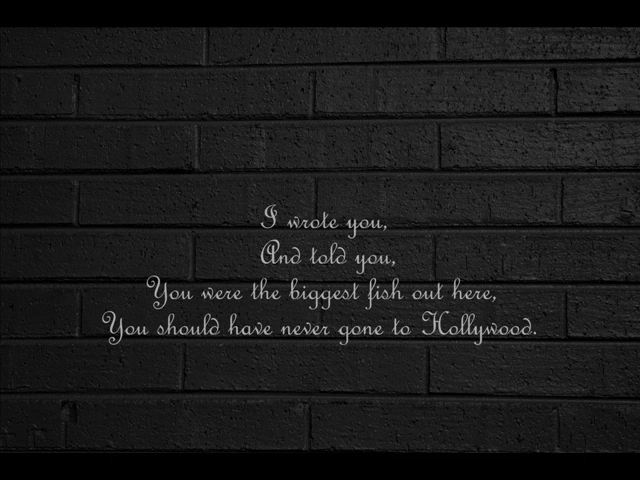 I wrote you,
And told you,
You were the biggest fish out here,
You should have never gone to Hollywood.